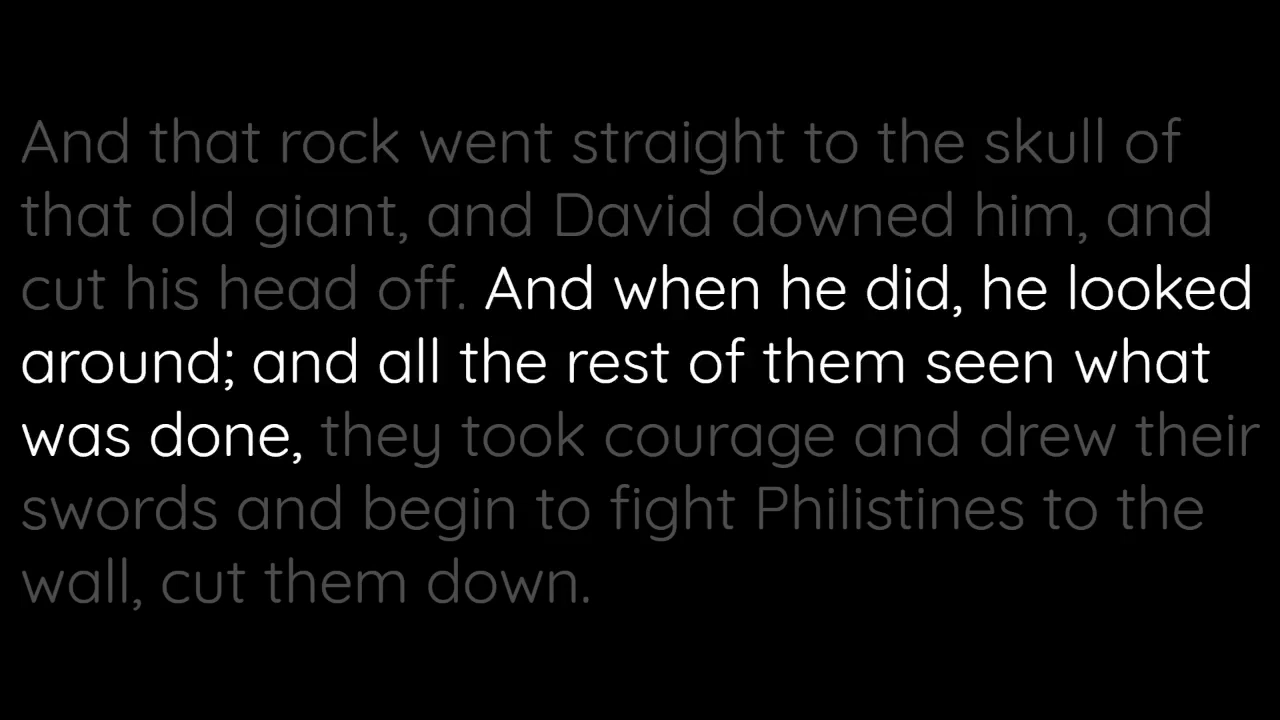 And that rock went straight to the skull of
that old giant, and David downed him, and
cut his head off. And when he did, he looked
around; and all the rest of them seen what
was done, they took courage and drew their
swords and begin to fight Philistines to the
wall, cut them down.